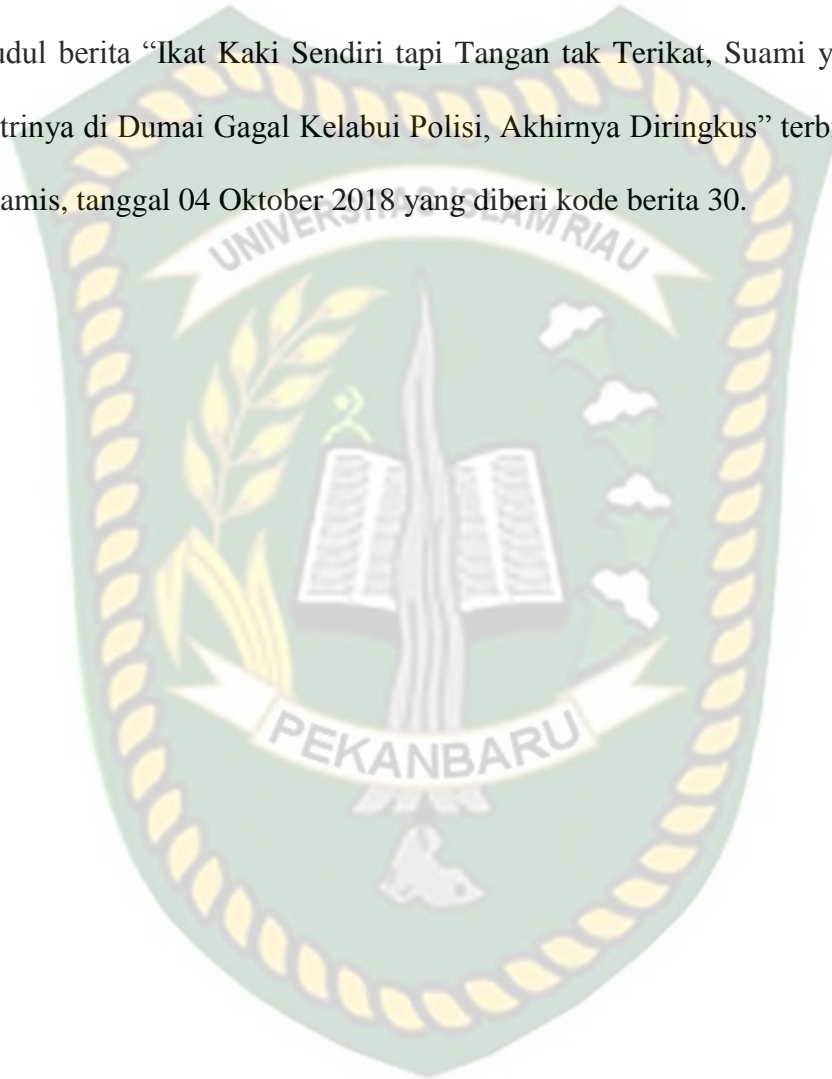 udul berita “Ikat Kaki Sendiri tapi Tangan tak Terikat, Suami y
trinya di Dumai Gagal Kelabui Polisi, Akhirnya Diringkus” terb
amis, tanggal 04 Oktober 2018 yang diberi kode berita 30.
UNIVERSITAS ISLAM RIAU
PEKANBARU